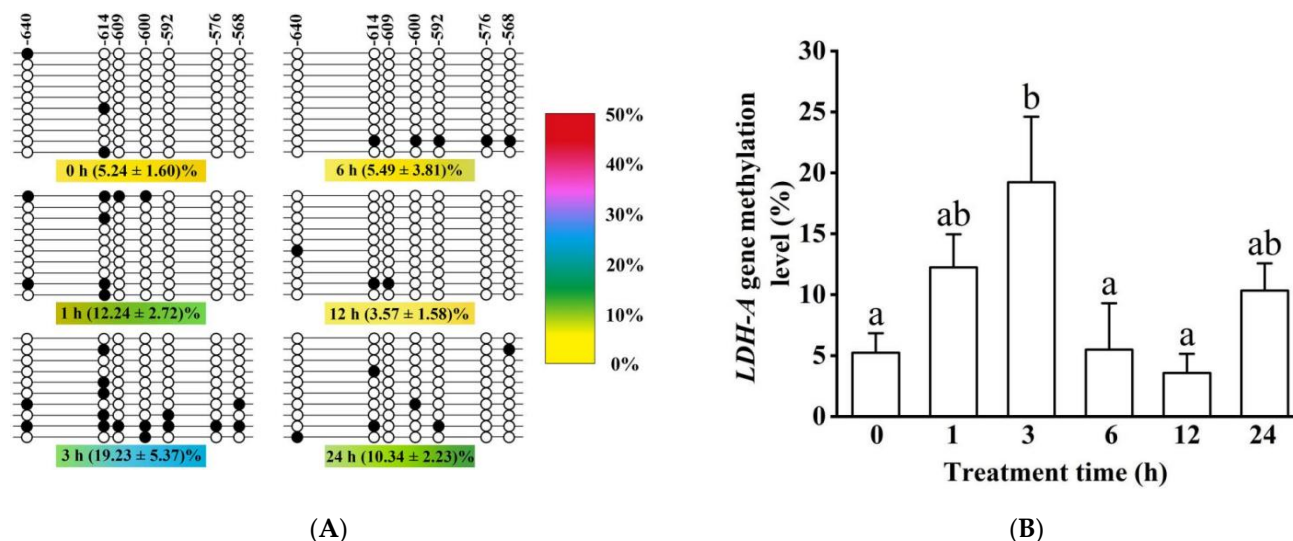 -640
-614
-609
-600
-592
-576
-568
-640
-614
-609
-600
-592
-576
-568
0 h (5.24 ± 1.60)%
6 h (5.49 ± 3.81)%
1 h (12.24 ± 2.72)%
12 h (3.57 ± 1.58)%
3 h (19.23 ± 5.37)%
24 h (10.34 ± 2.23)%
50%
40%
30%
20%
10%
0%
(A)
LDH-A gene methylation
level (%)
30
25
20
15
10
5
0
a
ab
b
a
a
ab
0 1 3 6 12 24
Treatment time (h)
(B)